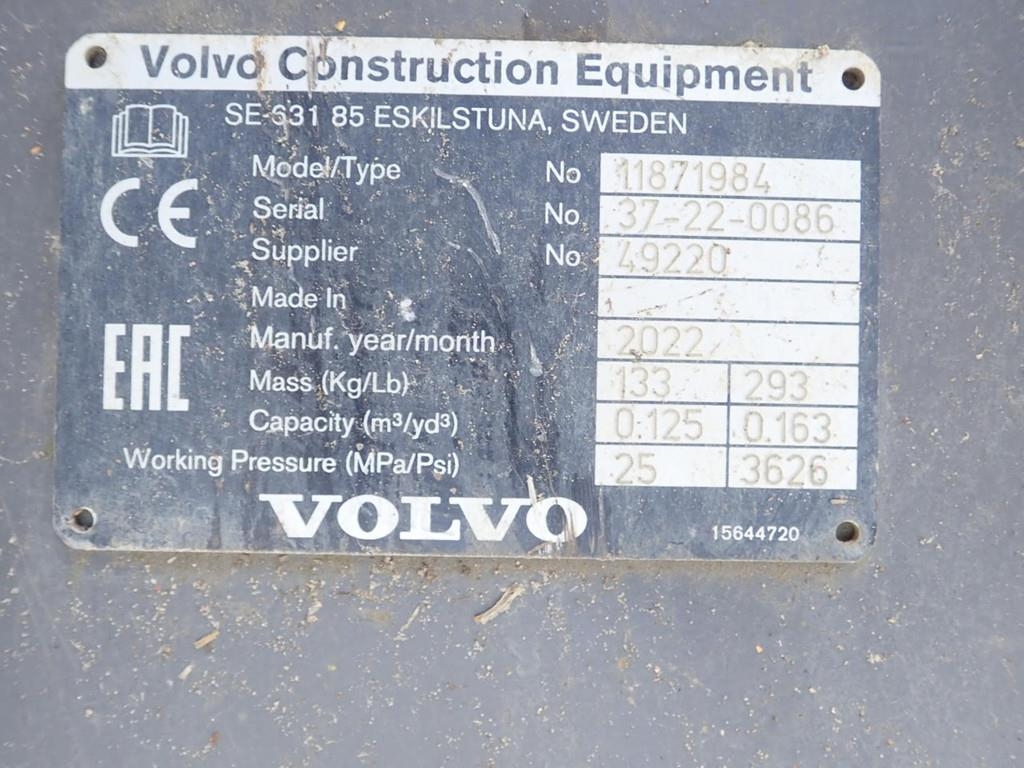 Volvo Construction Equipment
SE-631 85 ESKILSTUNA, SWEDEN
Model/Type No 11871984
Serial No 37-22-0086
Supplier No 49220
Made In
Manuf. year/month 2022
Mass (Kg/Lb) 133 293
Capacity (m³/yd³) 0.125 0.163
Working Pressure (MPa/Psi) 25 3626
CE
EAC
VOLVO
15644720